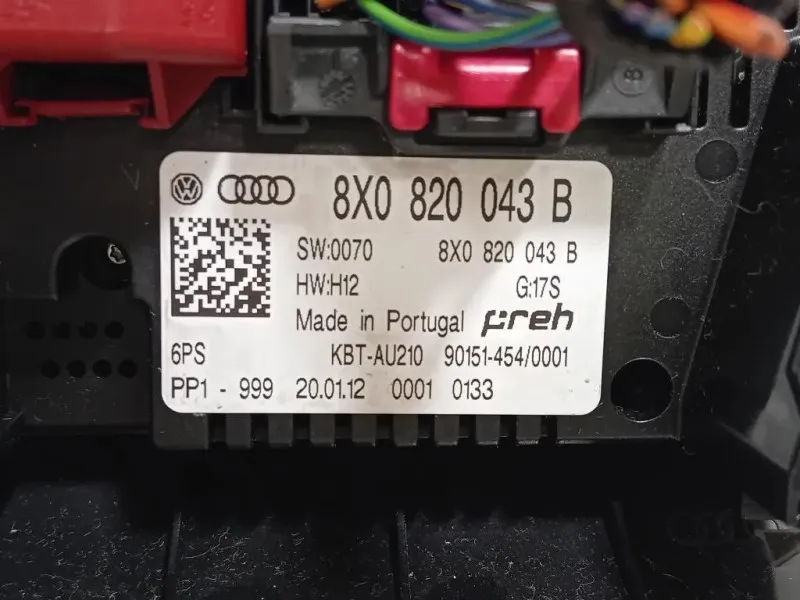 8X0 820 043 B
SW:0070 8X0 820 043 B
HW:H12 G:17S
Made in Portugal preh
6PS KBT-AU210 90151-454/0001
PP1 - 999 20.01.12 0001 0133